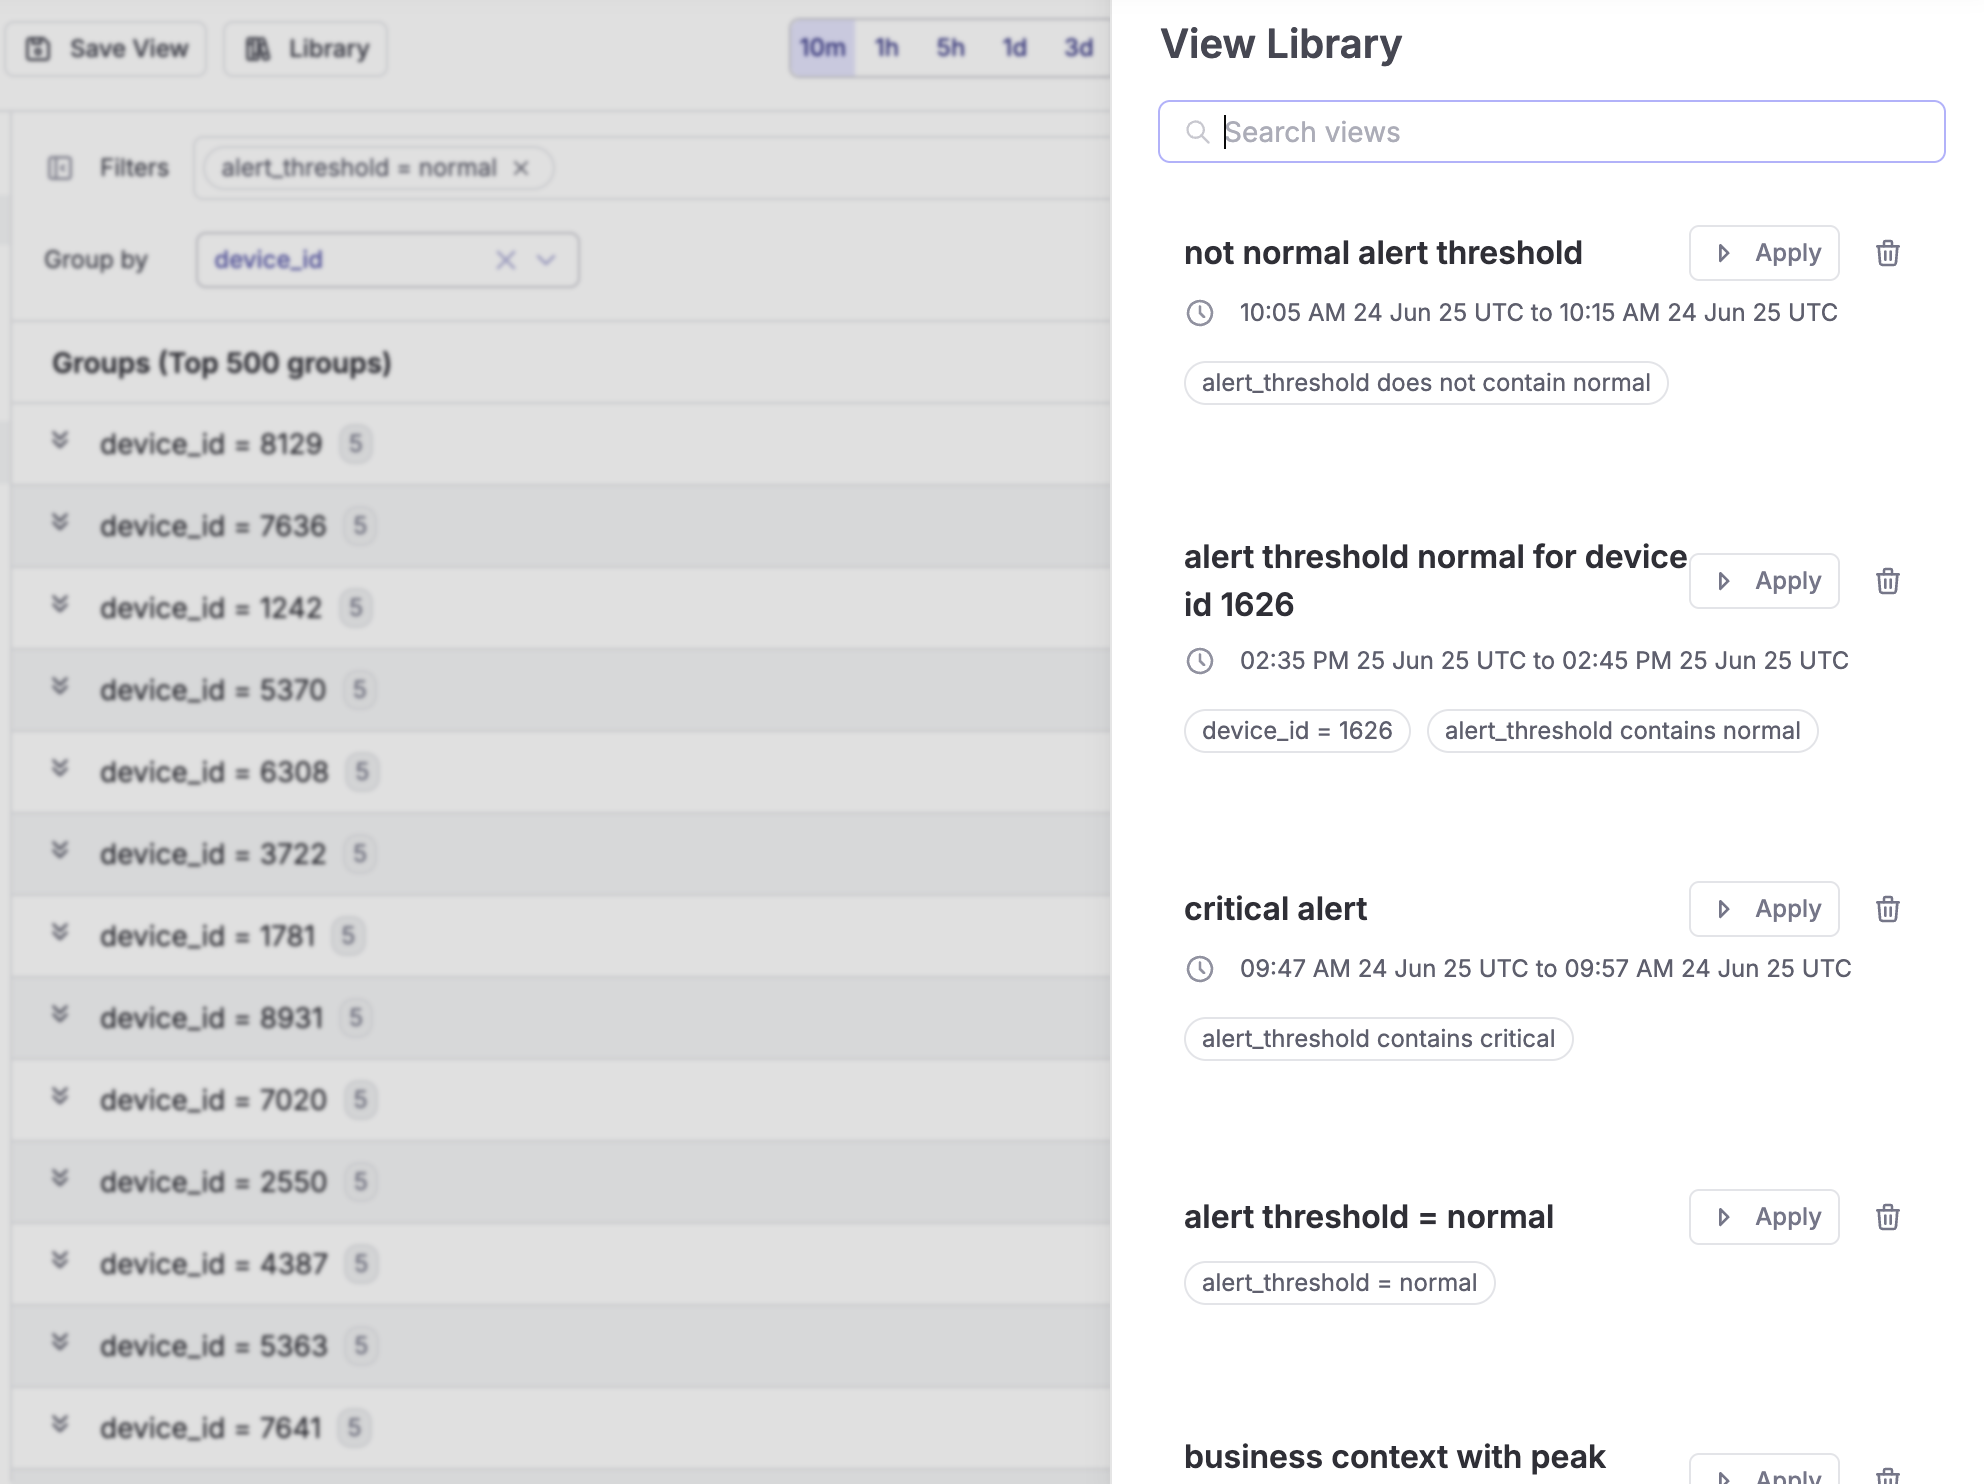 Save View
Library
10m 1h 5h 1d 3d
Filters
alert_threshold = normal
Group by
device_id
Groups (Top 500 groups)
device_id = 8129 5
device_id = 7636 5
device_id = 1242 5
device_id = 5370 5
device_id = 6308 5
device_id = 3722 5
device_id = 1781 5
device_id = 8931 5
device_id = 7020 5
device_id = 2550 5
device_id = 4387 5
device_id = 5363 5
device_id = 7641 5
View Library
Search views
not normal alert threshold
Apply
10:05 AM 24 Jun 25 UTC to 10:15 AM 24 Jun 25 UTC
alert_threshold does not contain normal
alert threshold normal for device
id 1626
Apply
02:35 PM 25 Jun 25 UTC to 02:45 PM 25 Jun 25 UTC
device_id = 1626
alert_threshold contains normal
critical alert
Apply
09:47 AM 24 Jun 25 UTC to 09:57 AM 24 Jun 25 UTC
alert_threshold contains critical
alert threshold = normal
Apply
alert_threshold = normal
business context with peak
Apply